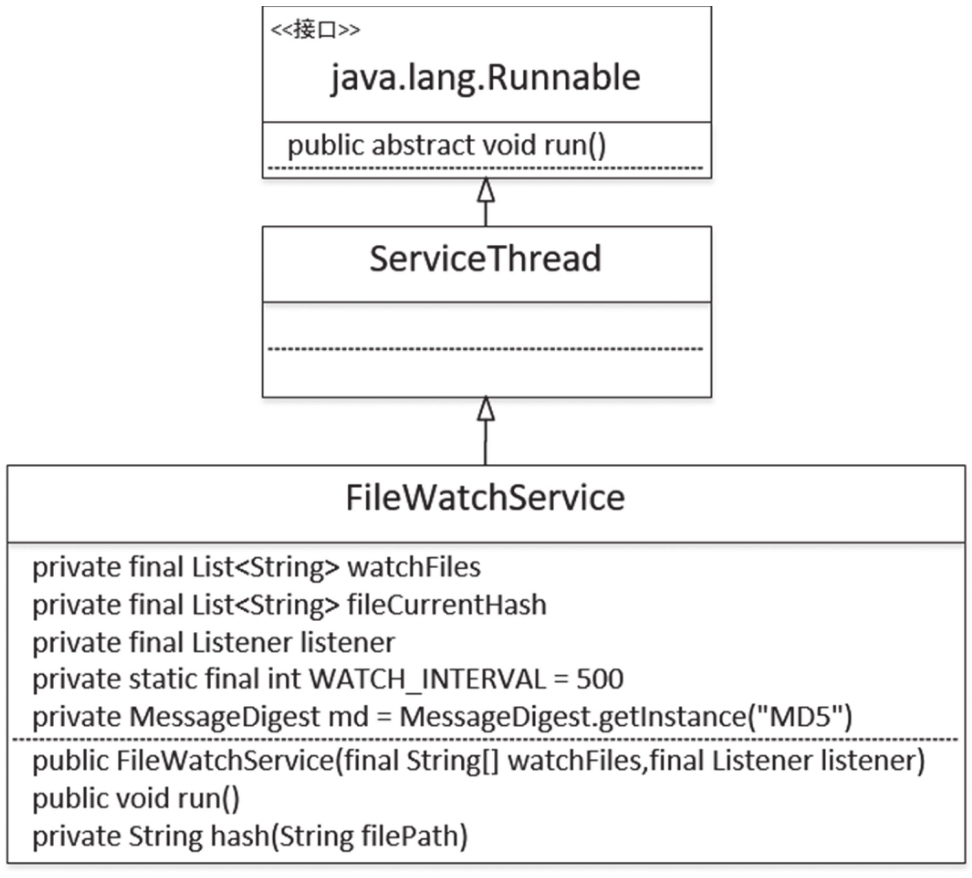 <<接口>>
java.lang.Runnable
public abstract void run()
ServiceThread
FileWatchService
private final List<String> watchFiles
private final List<String> fileCurrentHash
private final Listener listener
private static final int WATCH_INTERVAL = 500
private MessageDigest md = MessageDigest.getInstance("MD5")
public FileWatchService(final String[] watchFiles,final Listener listener)
public void run()
private String hash(String filePath)